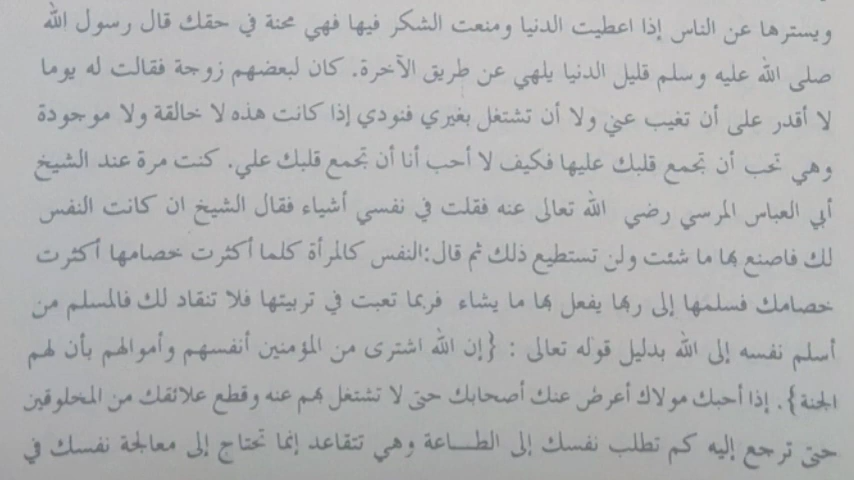 ويسترها عن الناس إذا اعطيت الدنيا ومنعت الشكر فيها فهي محنة في حقك قال رسول الله
صلى الله عليه وسلم قليل الدنيا يلهي عن طريق الآخرة. كان لبعضهم زوجة فقالت له يوما
لا أقدر على أن تغيب عني ولا أن تشتغل بغيري فنودي إذا كانت هذه لا خالقة ولا موجودة
وهي تحب أن تجمع قلبك عليها فكيف لا أحب أنا أن تجمع قلبك علي. كنت مرة عند الشيخ
أبي العباس المرسي رضي الله تعالى عنه فقلت في نفسي أشياء فقال الشيخ ان كانت النفس
لك فاصنع بها ما شئت ولن تستطيع ذلك ثم قال:النفس كالمرأة كلما أكثرت خصامها أكثرت
خصامك فسلمها إلى ربها يفعل بها ما يشاء فربما تعبت في تربيتها فلا تنقاد لك فالمسلم من
أسلم نفسه إلى الله بدليل قوله تعالى : {إن الله اشترى من المؤمنين أنفسهم وأموالهم بأن لهم
الجنة}. إذا أحبك مولاك أعرض عنك أصحابك حتى لا تشتغل بهم عنه وقطع علائقك من المخلوقين
حتى ترجع إليه كم تطلب نفسك إلى الطـاعة وهي تتقاعد إنما تحتاج إلى معالجة نفسك في